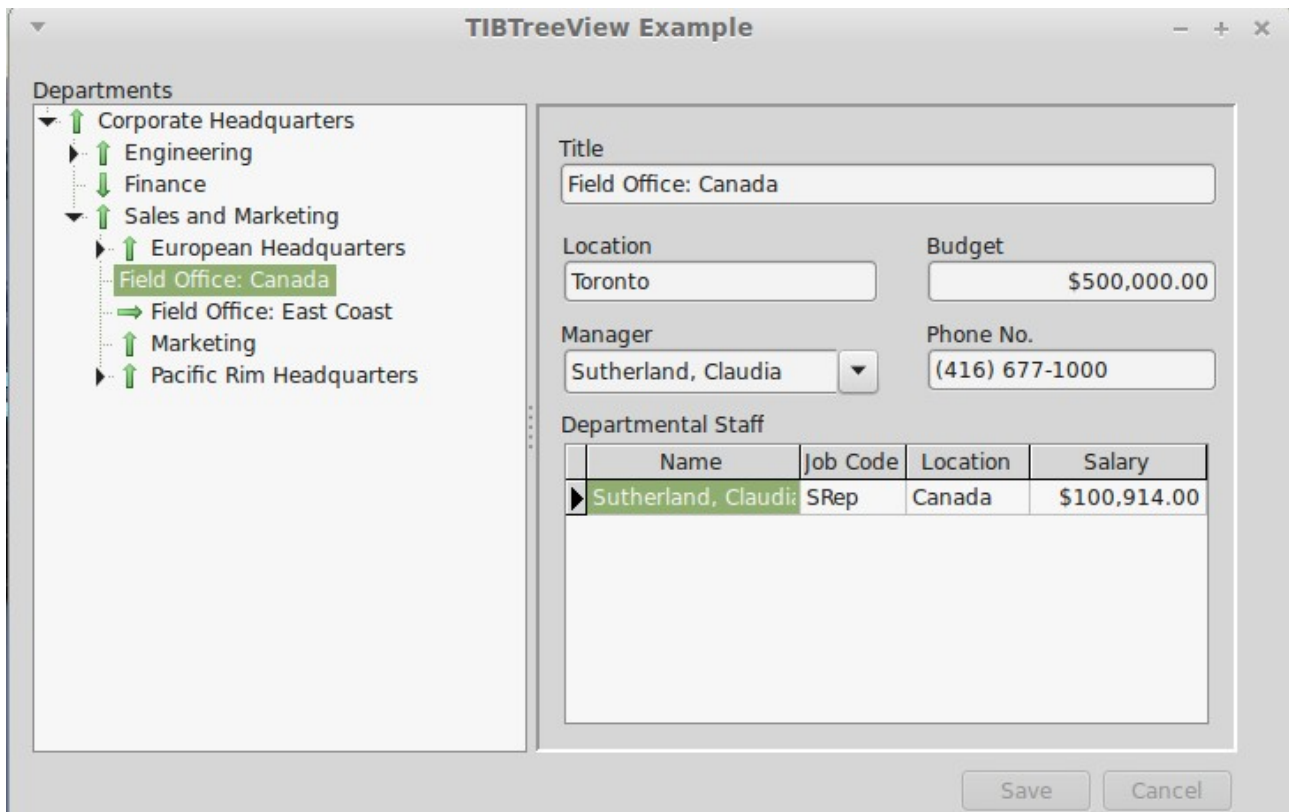 TIBTreeView Example
Departments
Corporate Headquarters
Engineering
Finance
Sales and Marketing
European Headquarters
Field Office: Canada
Field Office: East Coast
Marketing
Pacific Rim Headquarters
Title
Field Office: Canada
Location Budget
Toronto $500,000.00
Manager Phone No.
Sutherland, Claudia (416) 677-1000
Departmental Staff
Name Job Code Location Salary
Sutherland, Claudia SRep Canada $100,914.00
Save Cancel